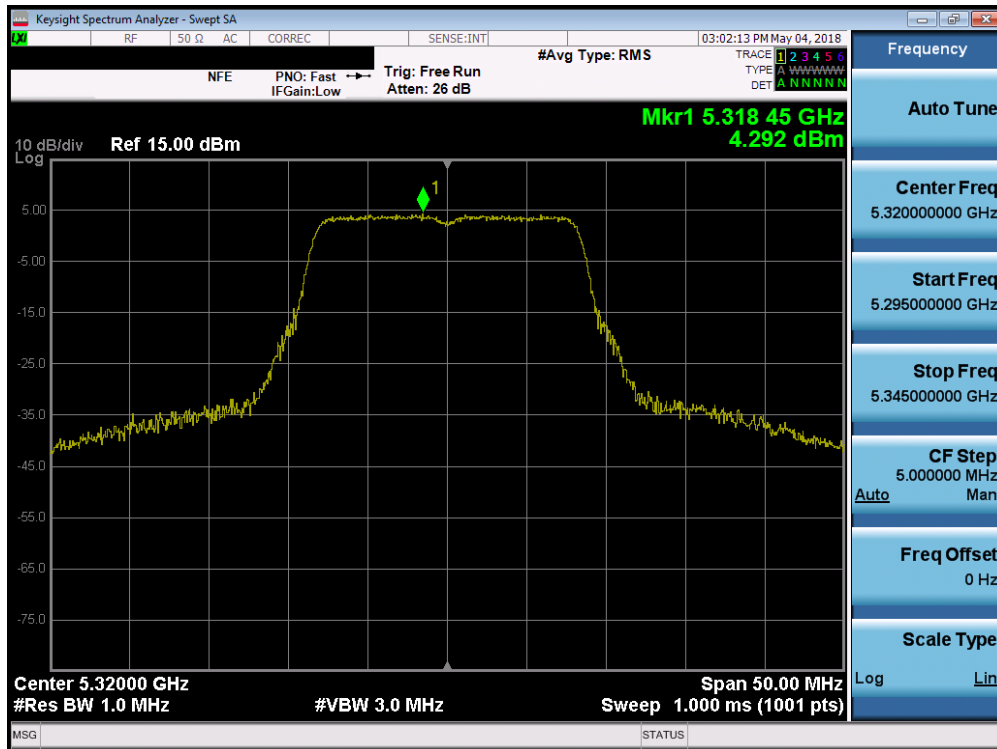 Keysight Spectrum Analyzer - Swept SA
LXI RF 50 Ω AC CORREC SENSE:INT 03:02:13 PM May 04, 2018
#Avg Type: RMS TRACE 1 2 3 4 5 6
NFE PNO: Fast Trig: Free Run TYPE A WWWWW
IFGain:Low Atten: 26 dB DET A N N N N N
Mkr1 5.318 45 GHz
4.292 dBm
10 dB/div Ref 15.00 dBm
Log
1
5.00
-5.00
-15.0
-25.0
-35.0
-45.0
-55.0
-65.0
-75.0
Center 5.32000 GHz Span 50.00 MHz
#Res BW 1.0 MHz #VBW 3.0 MHz Sweep 1.000 ms (1001 pts)
MSG STATUS
Frequency
Auto Tune
Center Freq
5.320000000 GHz
Start Freq
5.295000000 GHz
Stop Freq
5.345000000 GHz
CF Step
5.000000 MHz
Auto Man
Freq Offset
0 Hz
Scale Type
Log Lin